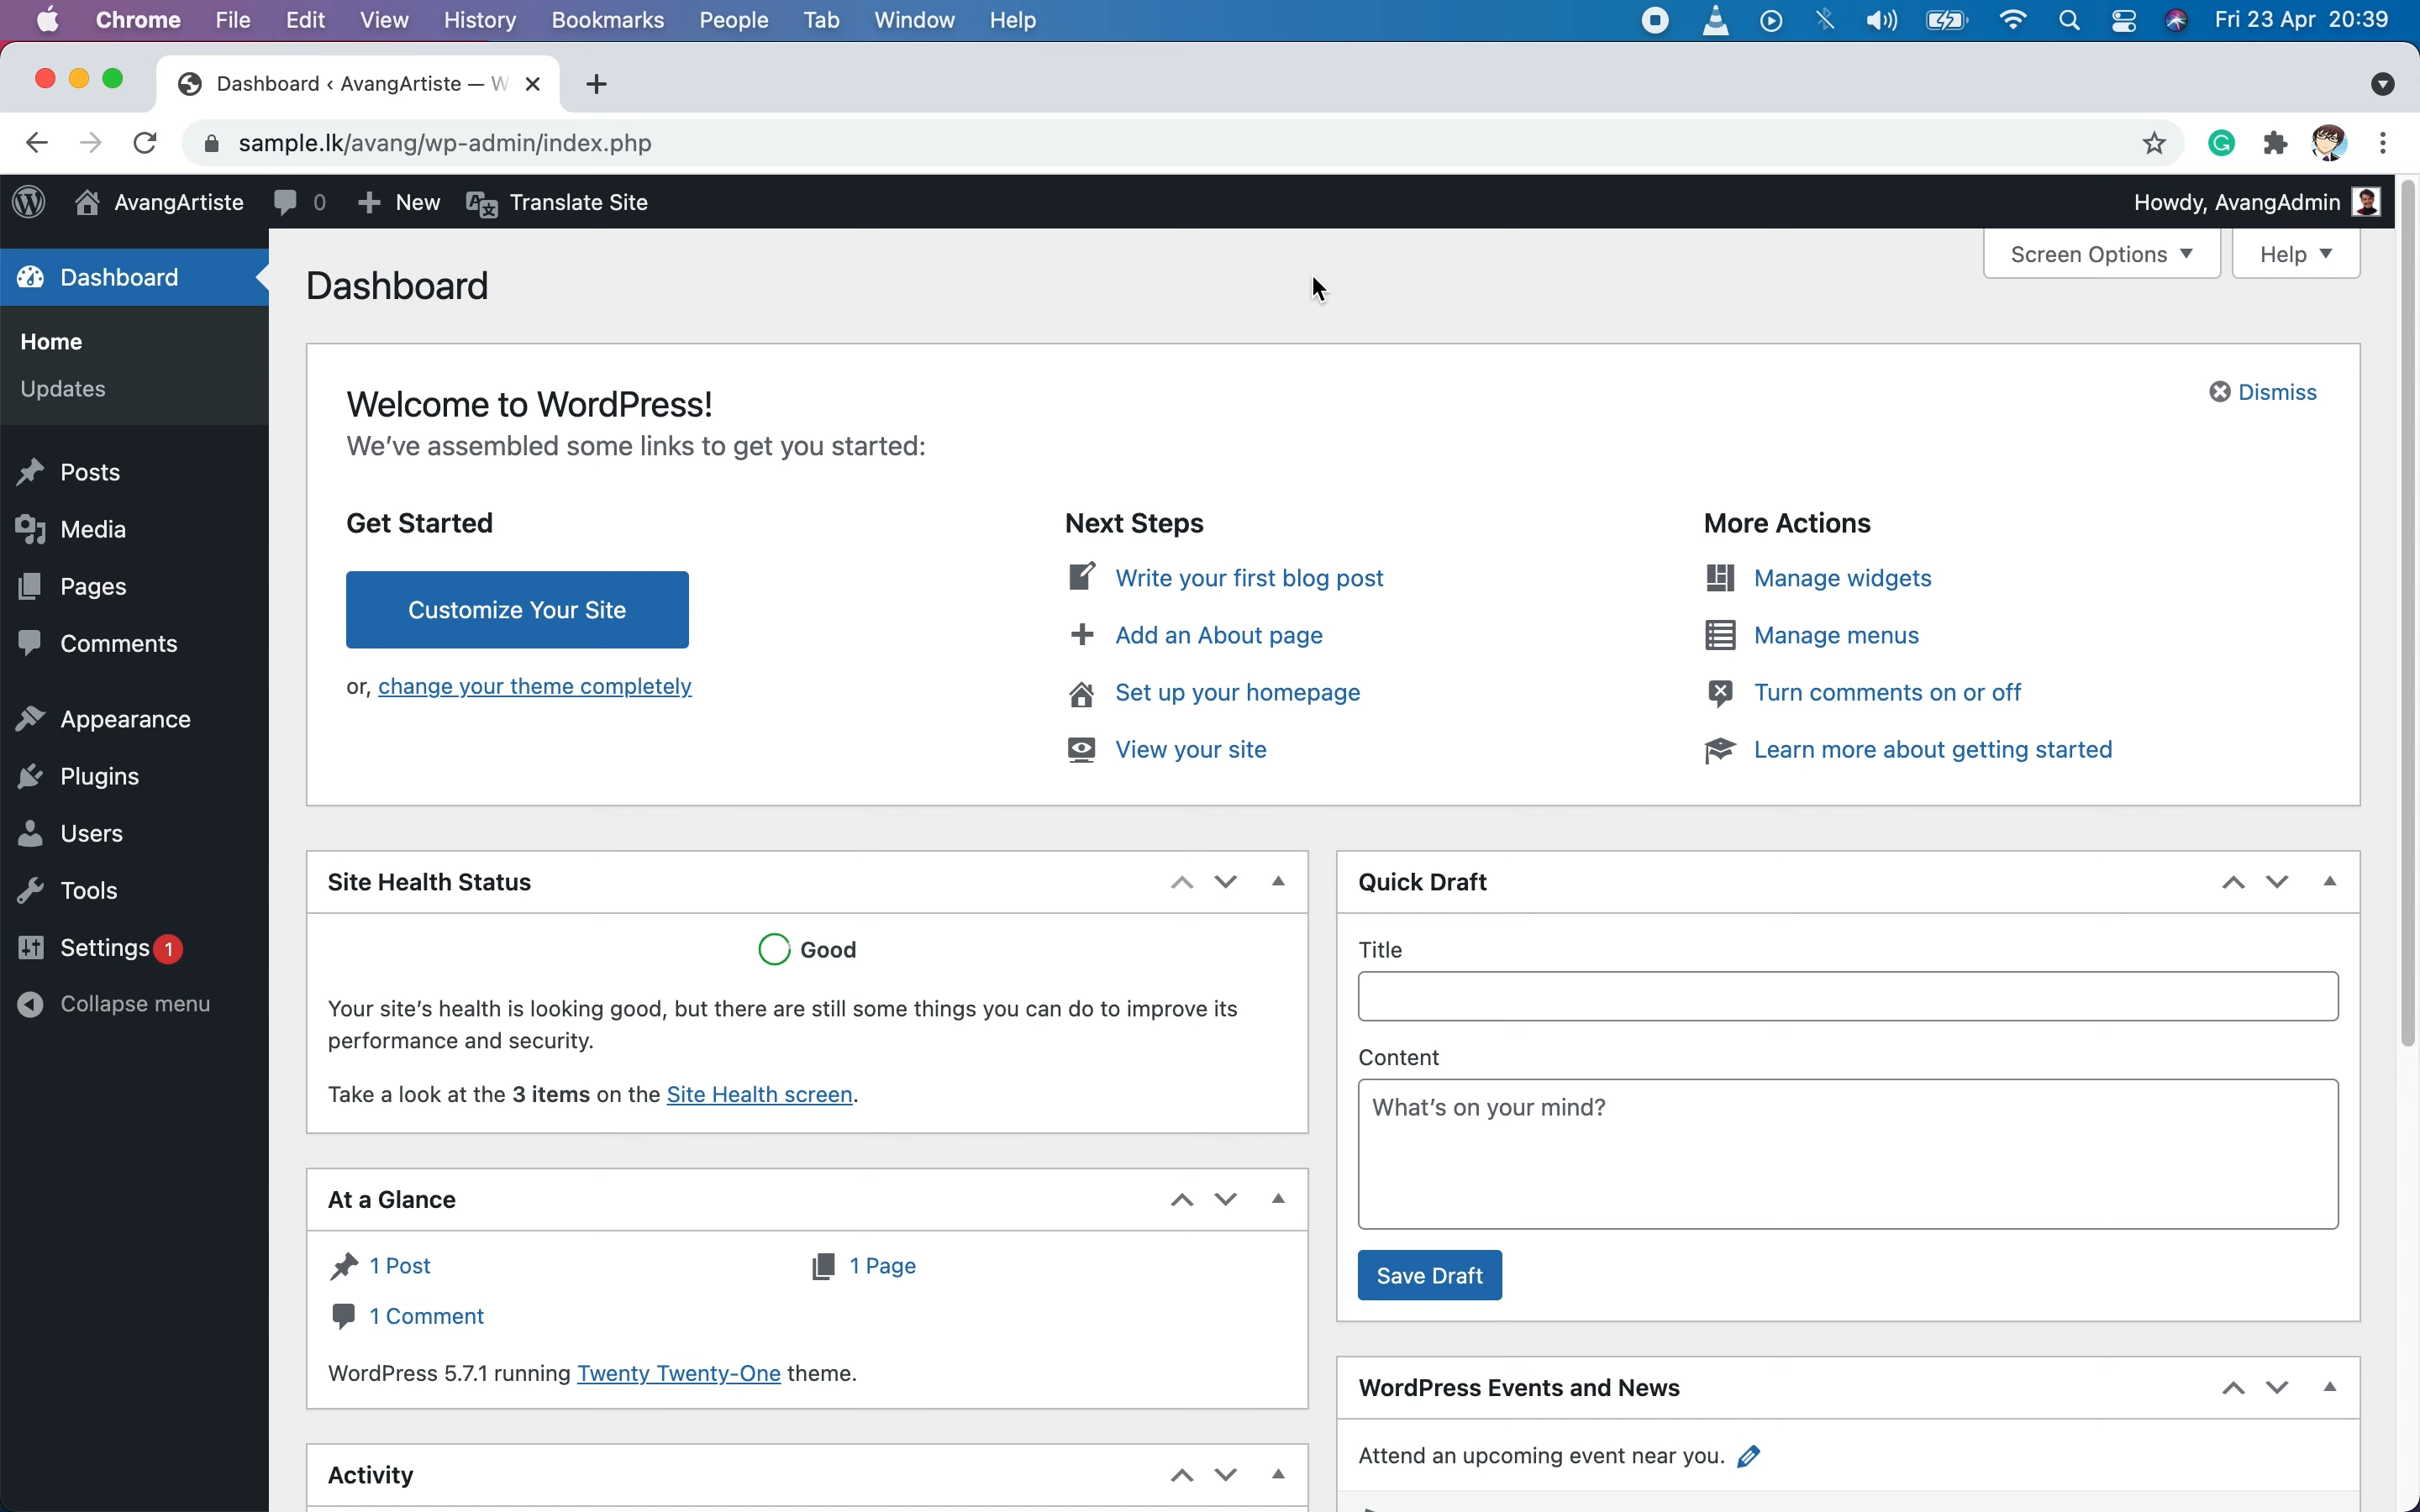 Chrome File Edit View History Bookmarks People Tab Window Help Fri 23 Apr 20:39
Dashboard ‹ AvangArtiste — W
sample.lk/avang/wp-admin/index.php
AvangArtiste 0 New Translate Site Howdy, AvangAdmin
Screen Options Help
Dashboard
Home
Updates
Posts
Media
Pages
Comments
Appearance
Plugins
Users
Tools
Settings 1
Collapse menu
Dashboard
Welcome to WordPress!
Dismiss
We've assembled some links to get you started:
Get Started
Customize Your Site
or, change your theme completely
Next Steps
Write your first blog post
Add an About page
Set up your homepage
View your site
More Actions
Manage widgets
Manage menus
Turn comments on or off
Learn more about getting started
Site Health Status
Good
Your site's health is looking good, but there are still some things you can do to improve its
performance and security.
Take a look at the 3 items on the Site Health screen.
At a Glance
1 Post 1 Page
1 Comment
WordPress 5.7.1 running Twenty Twenty-One theme.
Activity
Quick Draft
Title
Content
What's on your mind?
Save Draft
WordPress Events and News
Attend an upcoming event near you.